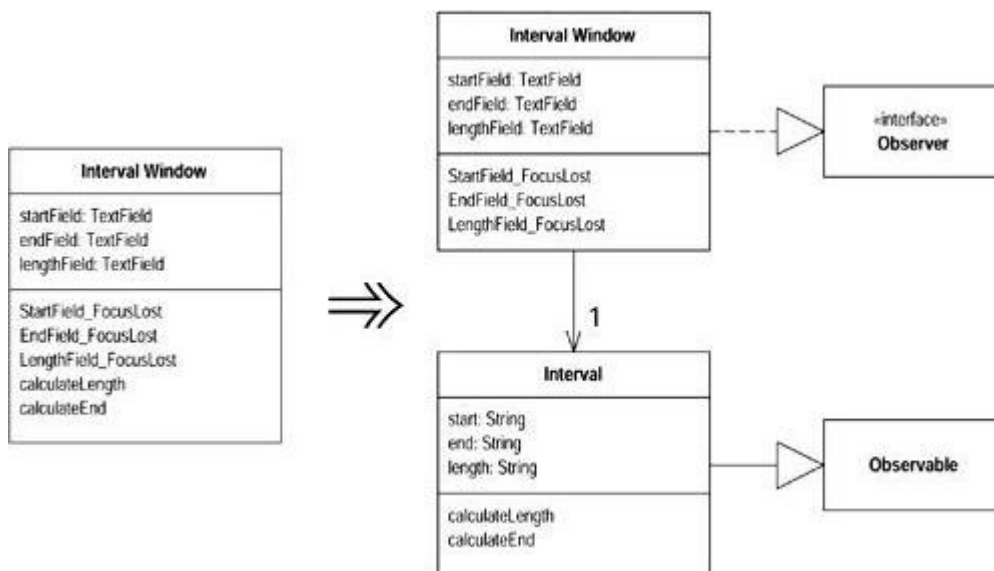 Interval Window
startField: TextField
endField: TextField
lengthField: TextField
StartField_FocusLost
EndField_FocusLost
LengthField_FocusLost
calculateLength
calculateEnd
Interval Window
startField: TextField
endField: TextField
lengthField: TextField
StartField_FocusLost
EndField_FocusLost
LengthField_FocusLost
«interface»
Observer
1
Interval
start: String
end: String
length: String
calculateLength
calculateEnd
Observable